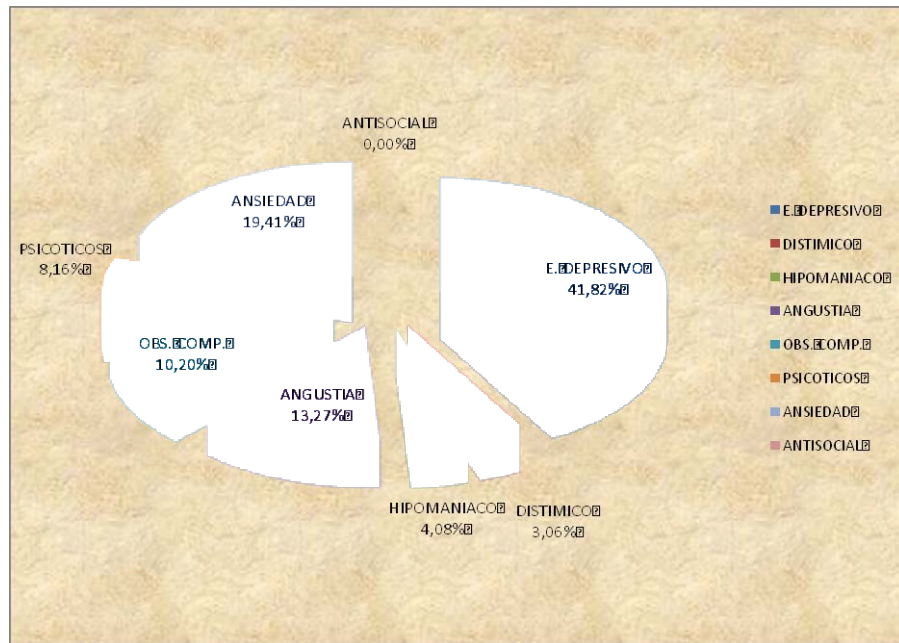 ANTISOCIAL
0,00%
ANSIEDAD
19,41%
PSICOTICOS
8,16%
E. DEPRESIVO
41,82%
OBS. COMP.
10,20%
ANGUSTIA
13,27%
HIPOMANIACO
4,08%
DISTIMICO
3,06%
E. DEPRESIVO
DISTIMICO
HIPOMANIACO
ANGUSTIA
OBS. COMP.
PSICOTICOS
ANSIEDAD
ANTISOCIAL